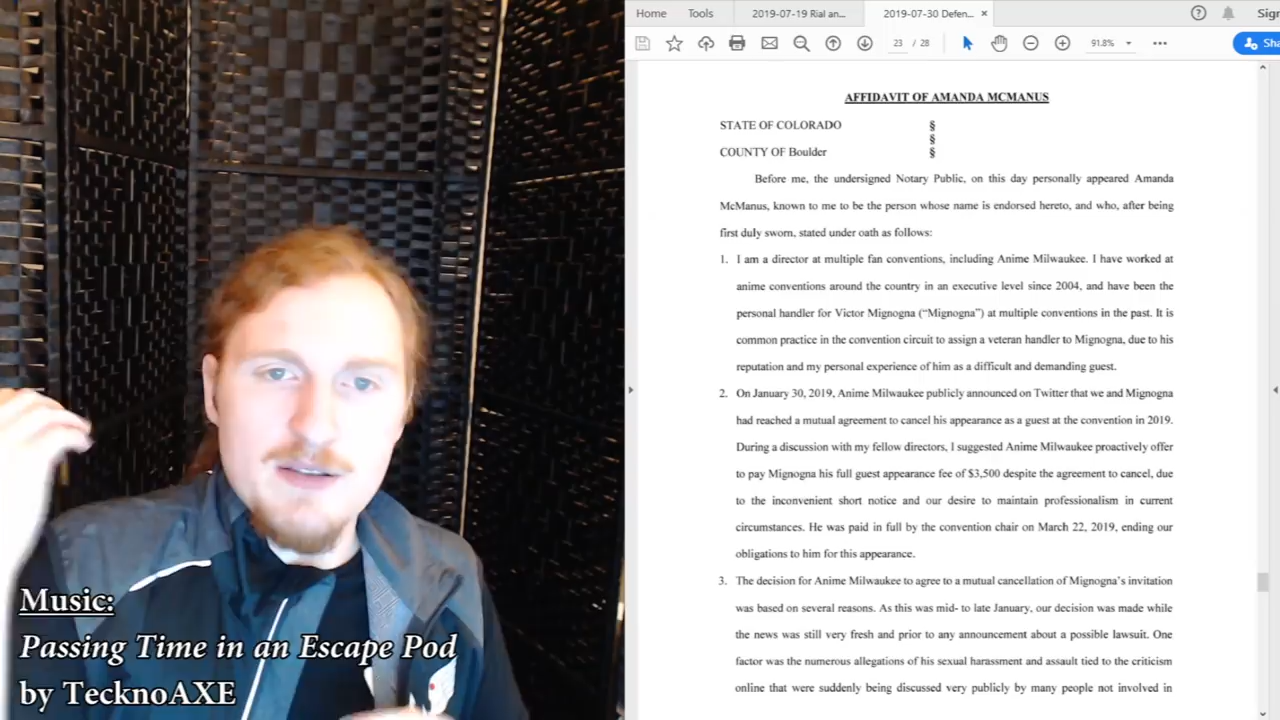 Home Tools 2019-07-19 Rial an... 2019-07-30 Defen... ×
Sign
23 / 28 91.8% Sha
AFFIDAVIT OF AMANDA MCMANUS
STATE OF COLORADO §
§
COUNTY OF Boulder §
Before me, the undersigned Notary Public, on this day personally appeared Amanda
McManus, known to me to be the person whose name is endorsed hereto, and who, after being
first duly sworn, stated under oath as follows:
1. I am a director at multiple fan conventions, including Anime Milwaukee. I have worked at
anime conventions around the country in an executive level since 2004, and have been the
personal handler for Victor Mignogna (“Mignogna”) at multiple conventions in the past. It is
common practice in the convention circuit to assign a veteran handler to Mignogna, due to his
reputation and my personal experience of him as a difficult and demanding guest.
2. On January 30, 2019, Anime Milwaukee publicly announced on Twitter that we and Mignogna
had reached a mutual agreement to cancel his appearance as a guest at the convention in 2019.
During a discussion with my fellow directors, I suggested Anime Milwaukee proactively offer
to pay Mignogna his full guest appearance fee of $3,500 despite the agreement to cancel, due
to the inconvenient short notice and our desire to maintain professionalism in current
circumstances. He was paid in full by the convention chair on March 22, 2019, ending our
obligations to him for this appearance.
3. The decision for Anime Milwaukee to agree to a mutual cancellation of Mignogna’s invitation
was based on several reasons. As this was mid- to late January, our decision was made while
the news was still very fresh and prior to any announcement about a possible lawsuit. One
factor was the numerous allegations of his sexual harassment and assault tied to the criticism
online that were suddenly being discussed very publicly by many people not involved in
Music:
Passing Time in an Escape Pod
by TecknoAXE